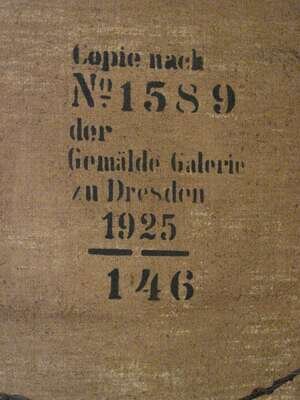 Copie nach
No 1589
der
Gemälde Galerie
zu Dresden
1925
146